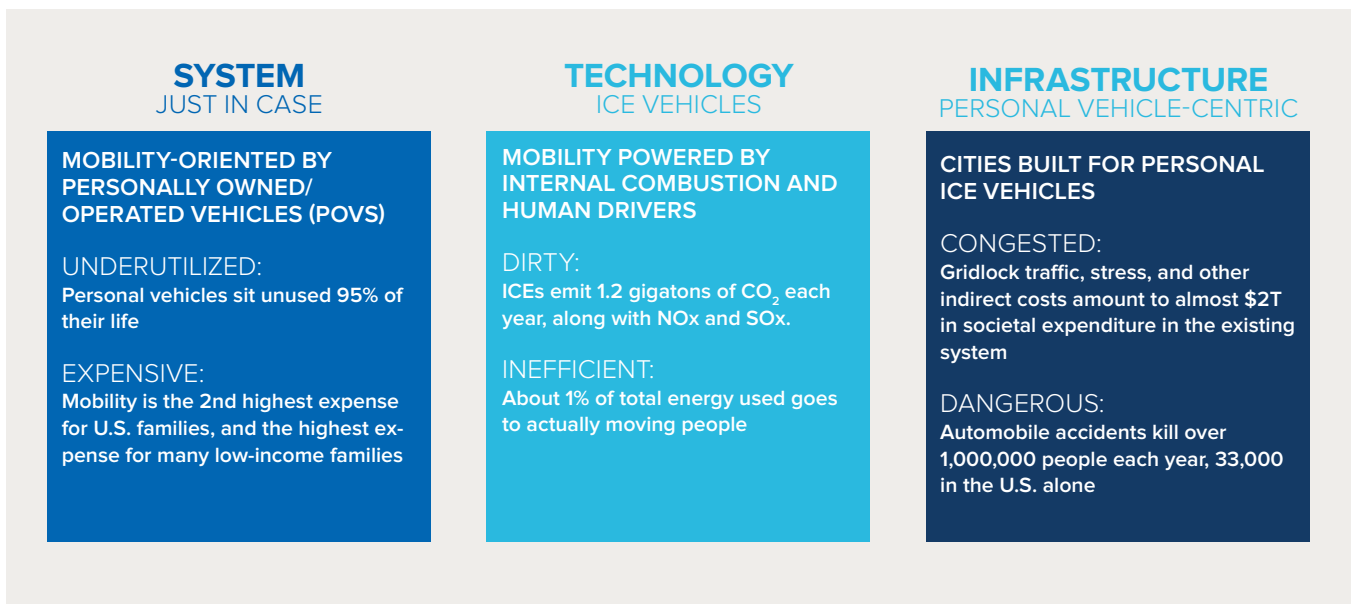 SYSTEM
JUST IN CASE
MOBILITY-ORIENTED BY
PERSONALLY OWNED/
OPERATED VEHICLES (POVS)
UNDERUTILIZED:
Personal vehicles sit unused 95% of
their life
EXPENSIVE:
Mobility is the 2nd highest expense
for U.S. families, and the highest ex-
pense for many low-income families
TECHNOLOGY
ICE VEHICLES
MOBILITY POWERED BY
INTERNAL COMBUSTION AND
HUMAN DRIVERS
DIRTY:
ICEs emit 1.2 gigatons of CO₂ each
year, along with NOx and SOx.
INEFFICIENT:
About 1% of total energy used goes
to actually moving people
INFRASTRUCTURE
PERSONAL VEHICLE-CENTRIC
CITIES BUILT FOR PERSONAL
ICE VEHICLES
CONGESTED:
Gridlock traffic, stress, and other
indirect costs amount to almost $2T
in societal expenditure in the existing
system
DANGEROUS:
Automobile accidents kill over
1,000,000 people each year, 33,000
in the U.S. alone